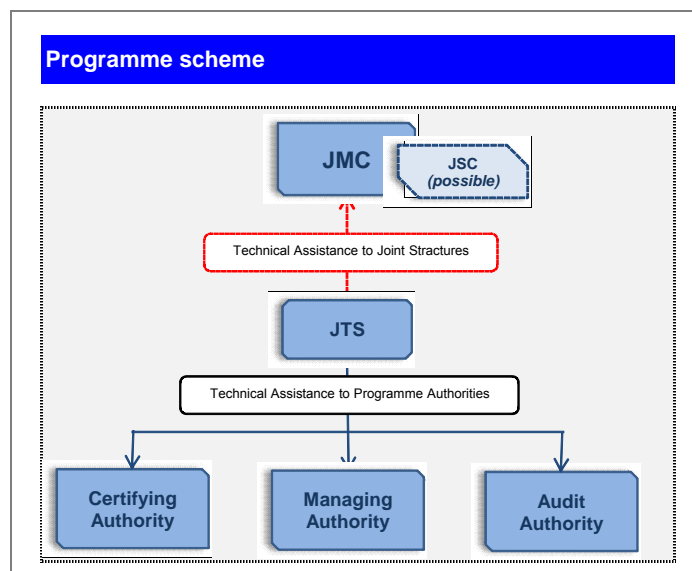 Programme scheme
JMC
JSC
(possible)
Technical Assistance to Joint Stractures
JTS
Technical Assistance to Programme Authorities
Certifying
Authority
Managing
Authority
Audit
Authority